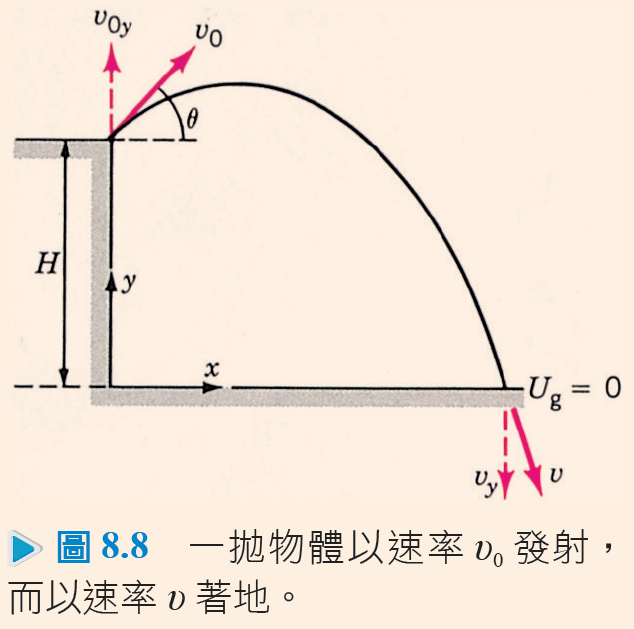 v₀y
v₀
θ
H
y
x
Ug = 0
vy
v
圖 8.8 一拋物體以速率 v₀ 發射，
而以速率 v 著地。